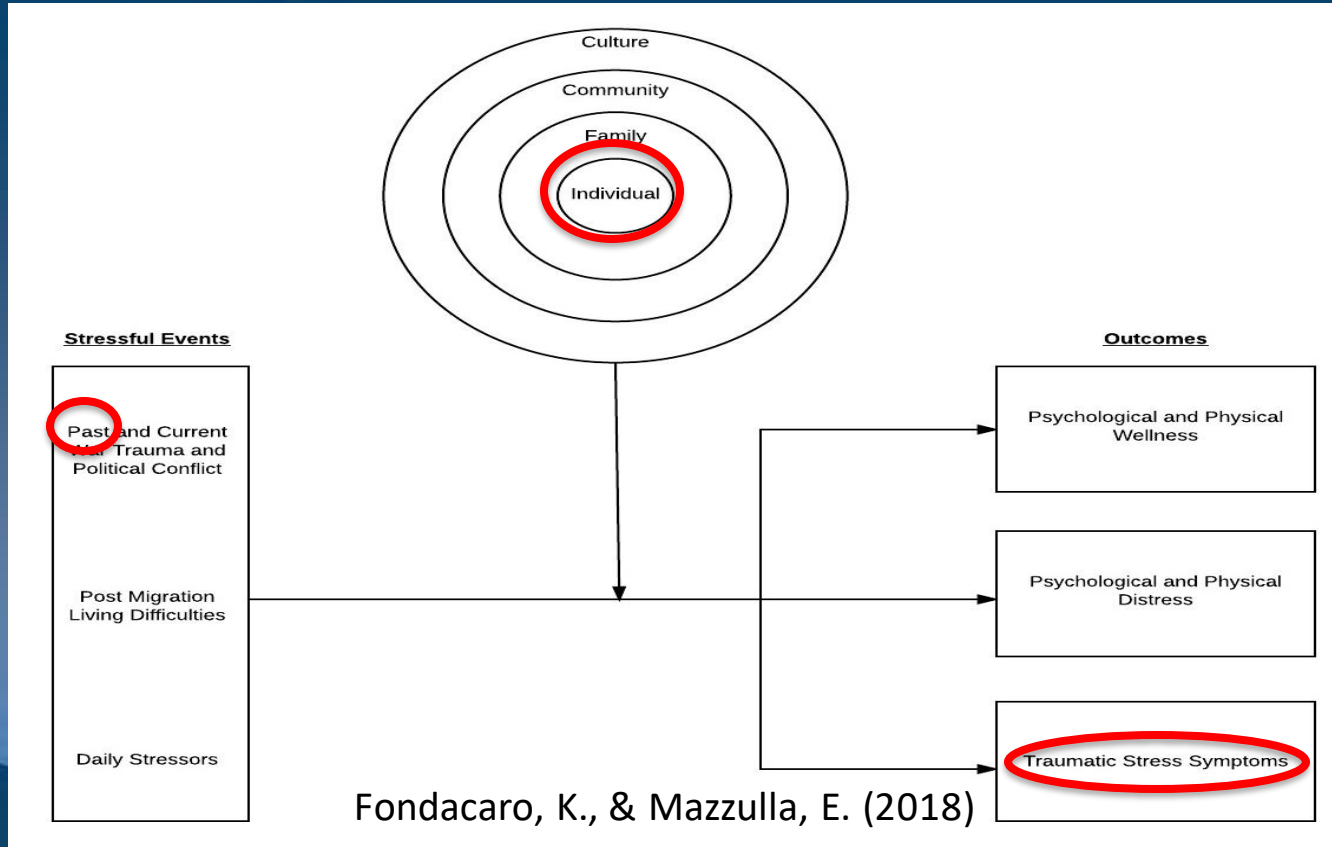 Culture
Community
Family
Individual
Stressful Events
Past and Current
War Trauma and
Political Conflict
Post Migration
Living Difficulties
Daily Stressors
Outcomes
Psychological and Physical
Wellness
Psychological and Physical
Distress
Traumatic Stress Symptoms
Fondacaro, K., & Mazzulla, E. (2018)